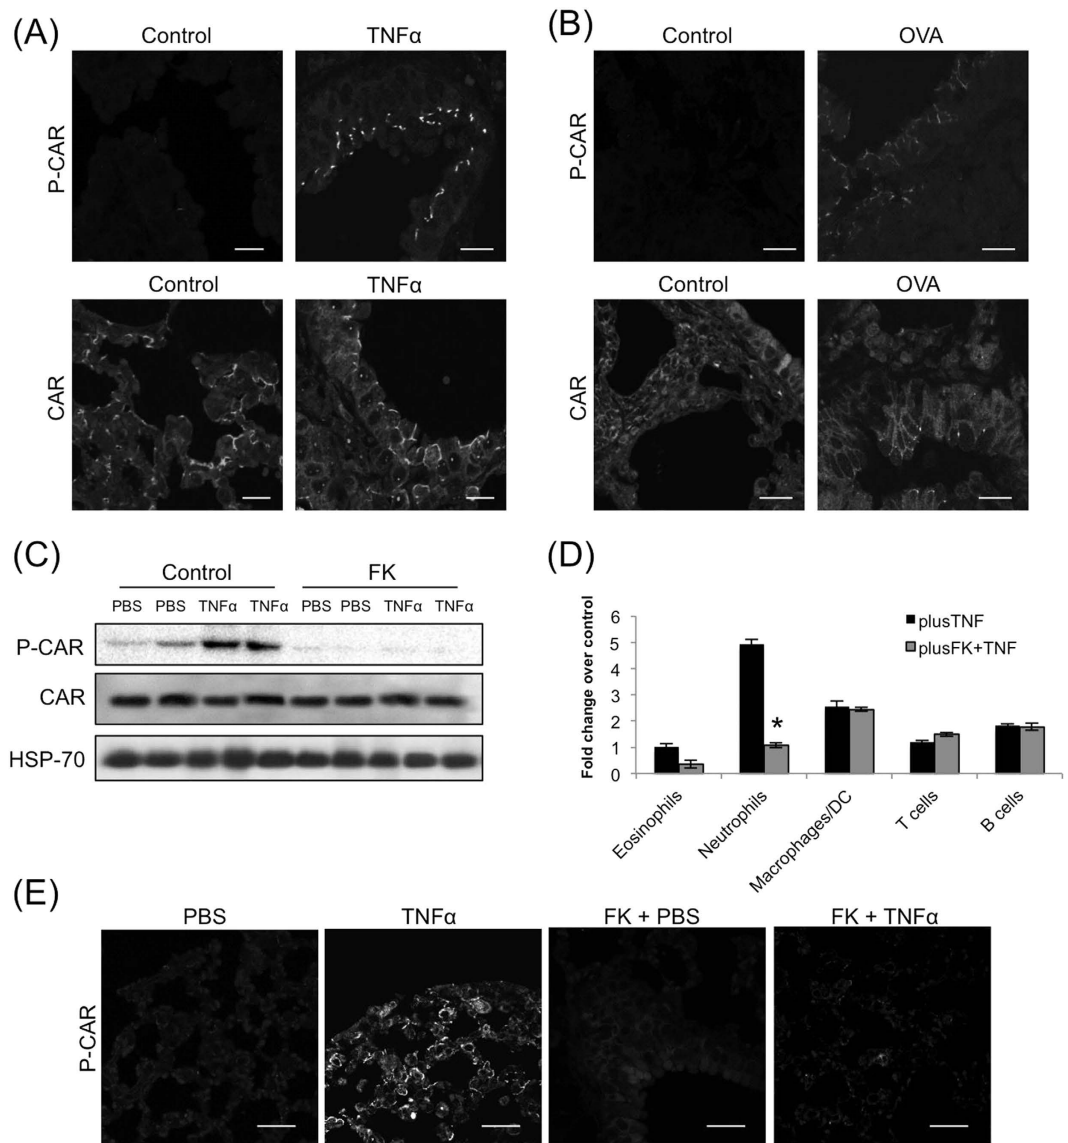 (A)
Control TNFα
P-CAR
Control TNFα
CAR
(B)
Control OVA
P-CAR
Control OVA
CAR
(C)
Control FK
PBS PBS TNFα TNFα PBS PBS TNFα TNFα
P-CAR
CAR
HSP-70
(D)
Fold change over control
6
5
4
3
2
1
0
plusTNF
plusFK+TNF
*
Eosinophils
Neutrophils
Macrophages/DC
T cells
B cells
(E)
PBS TNFα FK + PBS FK + TNFα
P-CAR